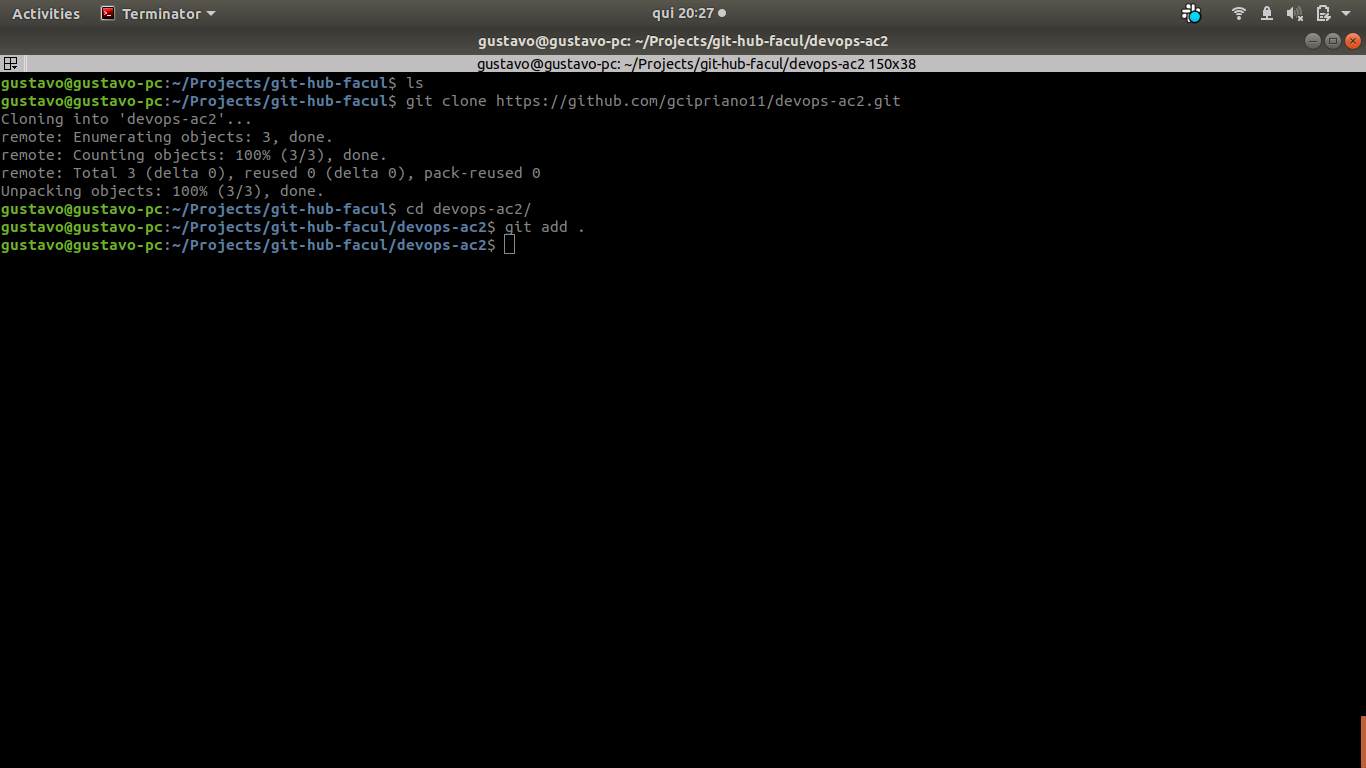 Activities Terminator qui 20:27
gustavo@gustavo-pc: ~/Projects/git-hub-facul/devops-ac2
gustavo@gustavo-pc: ~/Projects/git-hub-facul/devops-ac2 150x38
gustavo@gustavo-pc:~/Projects/git-hub-facul$ ls
gustavo@gustavo-pc:~/Projects/git-hub-facul$ git clone https://github.com/gcipriano11/devops-ac2.git
Cloning into 'devops-ac2'...
remote: Enumerating objects: 3, done.
remote: Counting objects: 100% (3/3), done.
remote: Total 3 (delta 0), reused 0 (delta 0), pack-reused 0
Unpacking objects: 100% (3/3), done.
gustavo@gustavo-pc:~/Projects/git-hub-facul$ cd devops-ac2/
gustavo@gustavo-pc:~/Projects/git-hub-facul/devops-ac2$ git add .
gustavo@gustavo-pc:~/Projects/git-hub-facul/devops-ac2$